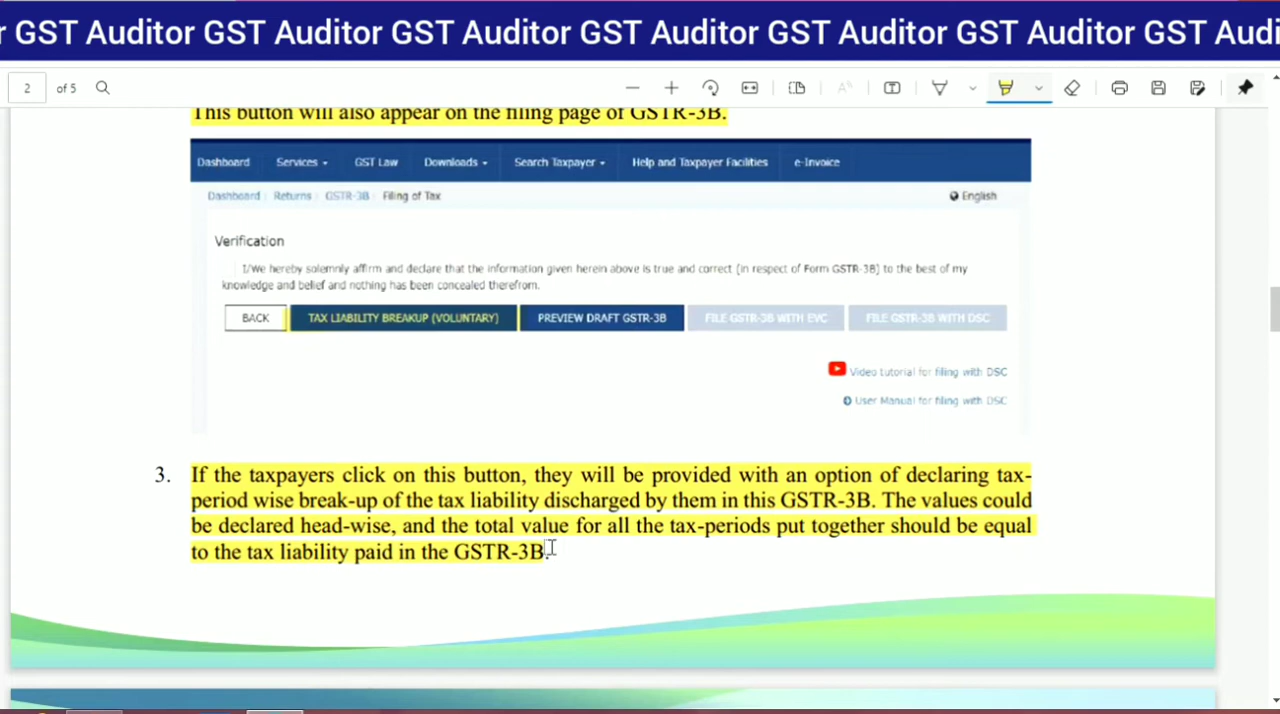 r GST Auditor GST Auditor GST Auditor GST Auditor GST Auditor GST Auditor GST Audi
2 of 5
This button will also appear on the filing page of GSTR-3B.
Dashboard Services GST Law Downloads Search Taxpayer Help and Taxpayer Facilities e-Invoice
Dashboard Returns GSTR-3B Filing of Tax English
Verification
I/We hereby solemnly affirm and declare that the information given herein above is true and correct (in respect of Form GSTR-3B) to the best of my
knowledge and belief and nothing has been concealed therefrom.
BACK TAX LIABILITY BREAKUP (VOLUNTARY) PREVIEW DRAFT GSTR-3B FILE GSTR-3B WITH EVC FILE GSTR-3B WITH DSC
Video tutorial for filing with DSC
User Manual for filing with DSC
3. If the taxpayers click on this button, they will be provided with an option of declaring tax-
period wise break-up of the tax liability discharged by them in this GSTR-3B. The values could
be declared head-wise, and the total value for all the tax-periods put together should be equal
to the tax liability paid in the GSTR-3B.